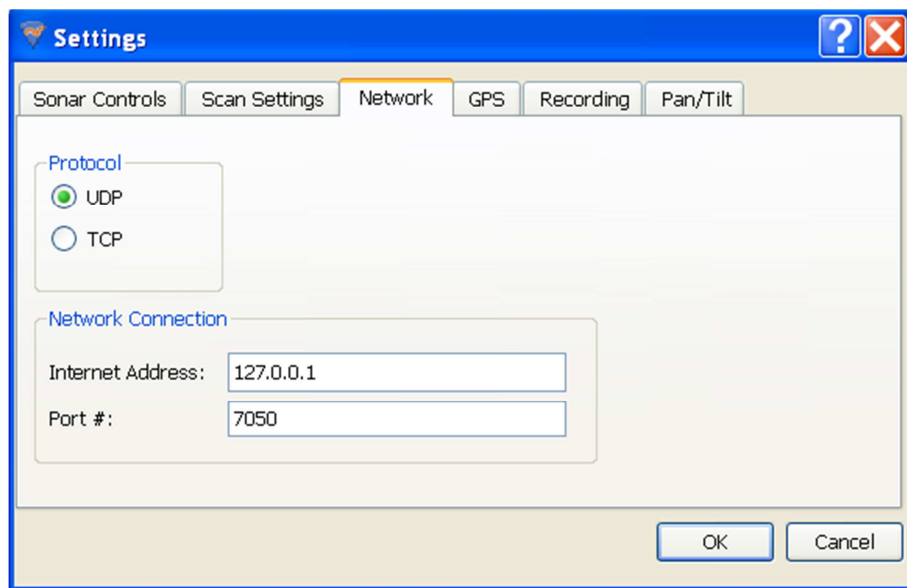 Settings
Sonar Controls Scan Settings Network GPS Recording Pan/Tilt
Protocol
UDP
TCP
Network Connection
Internet Address: 127.0.0.1
Port #: 7050
OK Cancel